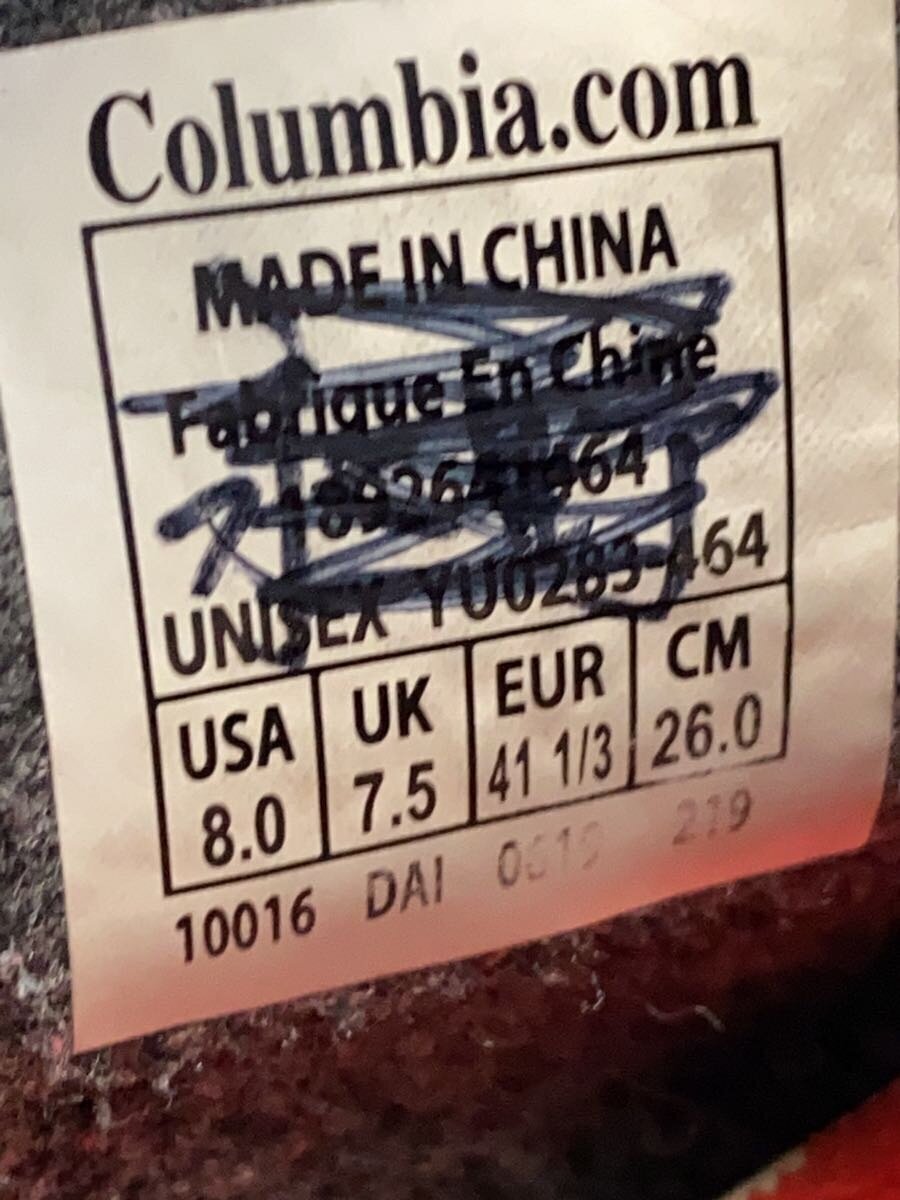 Columbia.com
MADE IN CHINA
Fabrique En Chine
UNISEX YU0283-464
USA UK EUR CM
8.0 7.5 41 1/3 26.0
10016 DAI 219